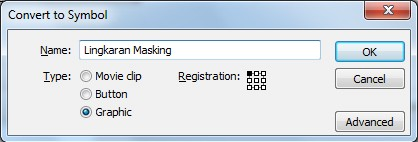 Convert to Symbol
Name: Lingkaran Masking
OK
Type: Movie clip Registration:
Cancel
Button
Graphic
Advanced